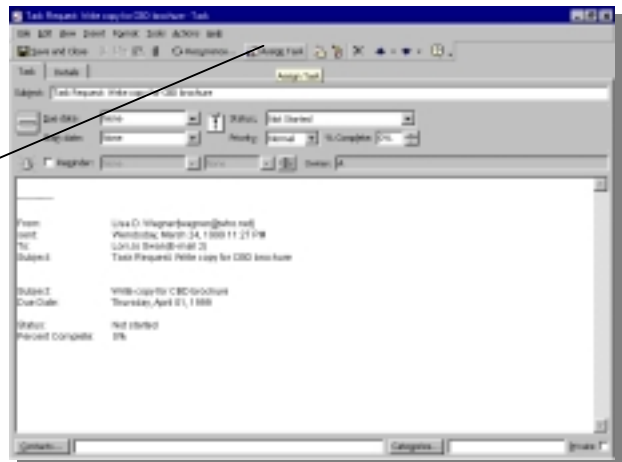 Task Request: Write copy for CBD brochure - Task
File Edit View Insert Format Tools Actions Help
Save and Close Recurrence... Assign Task
Assign Task
Task Details
Subject: Task Request: Write copy for CBD brochure
Due date: None Status: Not Started
Start date: None Priority: Normal % Complete: 0%
Reminder: None None Owner:
From: Lisa D. Wagner
Sent: Wednesday, March 24, 1999 11:27 PM
To:
Subject: Task Request: Write copy for CBD brochure
Subject: Write copy for CBD brochure
Due Date: Thursday, April 01, 1999
Status: Not started
Percent Complete: 0%
Contacts... Categories... Private